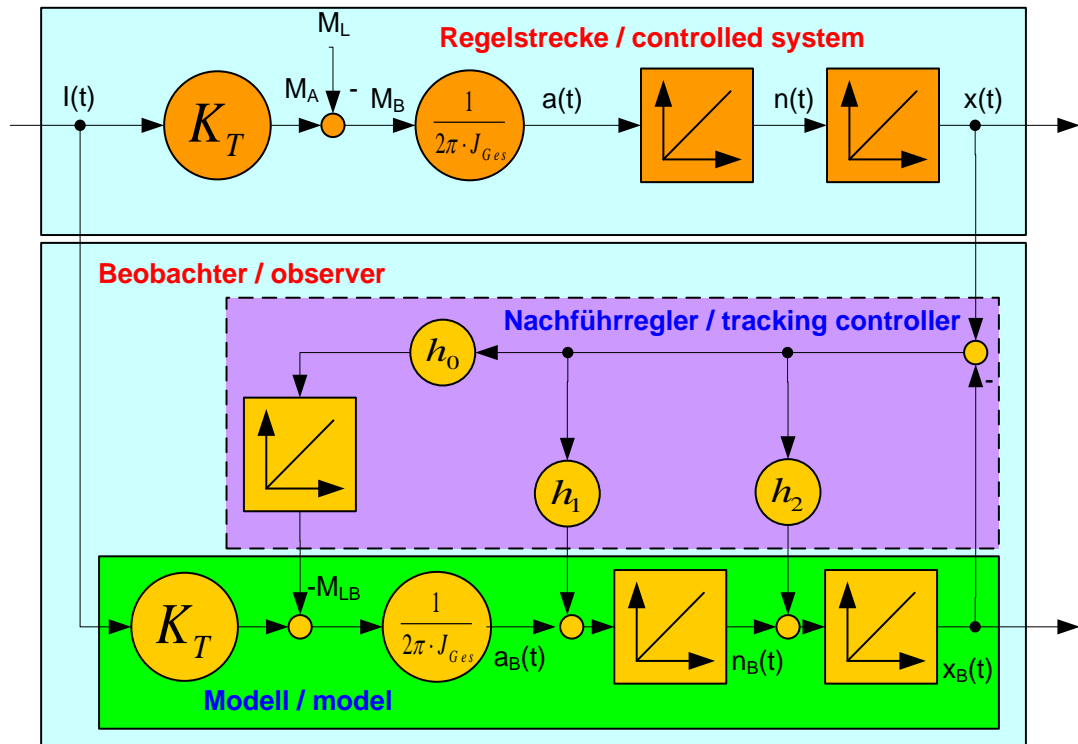 Regelstrecke / controlled system
M_L
I(t)
K_T
M_A
-
M_B
1
2π · J_Ges
a(t)
n(t)
x(t)
Beobachter / observer
Nachführregler / tracking controller
h_0
-
h_1
h_2
K_T
-M_LB
1
2π · J_Ges
a_B(t)
n_B(t)
x_B(t)
Modell / model